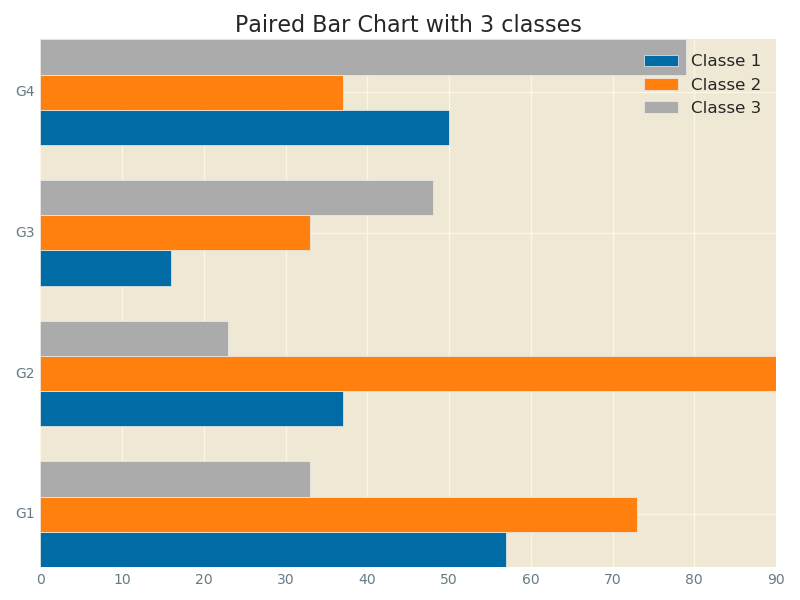 Paired Bar Chart with 3 classes
Classe 1
Classe 2
Classe 3
G4
G3
G2
G1
0 10 20 30 40 50 60 70 80 90